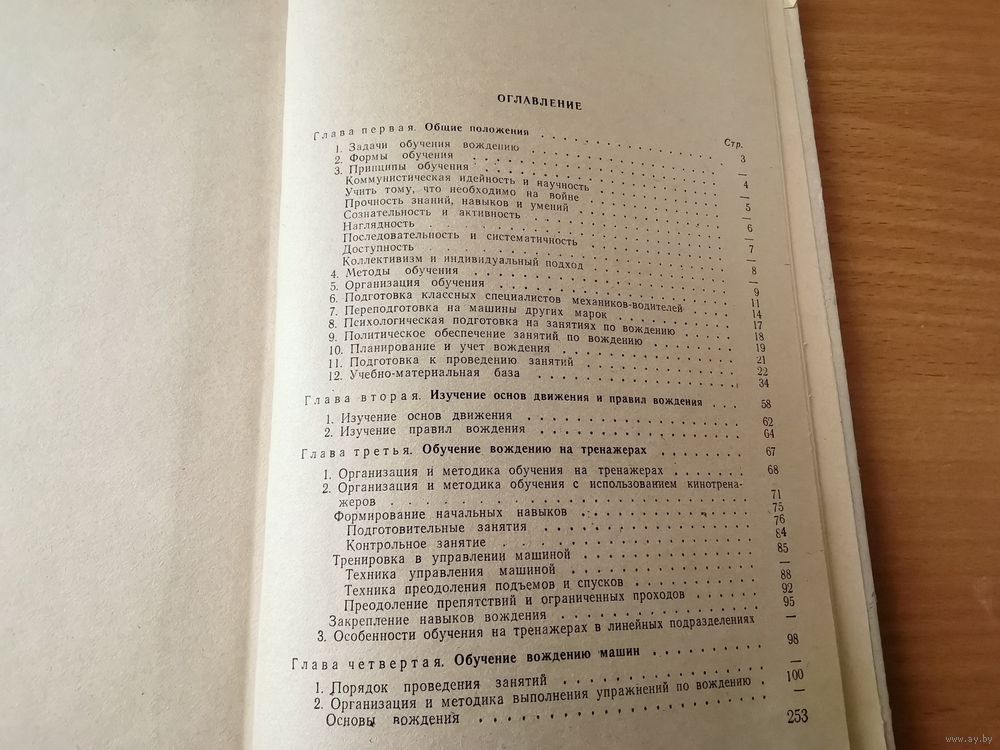 ОГЛАВЛЕНИЕ
Стр.
Глава первая. Общие положения . . . . . . . . . . 3
1. Задачи обучения вождению . . . . . . . . . .
2. Формы обучения . . . . . . . . . .
3. Принципы обучения . . . . . . . . . . 4
Коммунистическая идейность и научность . . . . . . —
Учить тому, что необходимо на войне . . . . . . 5
Прочность знаний, навыков и умений . . . . . . 6
Сознательность и активность . . . . . . —
Наглядность . . . . . . . . . . 7
Последовательность и систематичность . . . . . . —
Доступность . . . . . . . . . . 8
Коллективизм и индивидуальный подход . . . . . . —
4. Методы обучения . . . . . . . . . . 9
5. Организация обучения . . . . . . . . . . 11
6. Подготовка классных специалистов механиков-водителей . . 14
7. Переподготовка на машины других марок . . . . . . 17
8. Психологическая подготовка на занятиях по вождению . . . 18
9. Политическое обеспечение занятий по вождению . . . . 19
10. Планирование и учет вождения . . . . . . . . 21
11. Подготовка к проведению занятий . . . . . . . . 22
12. Учебно-материальная база . . . . . . . . 34
Глава вторая. Изучение основ движения и правил вождения . . . 58
1. Изучение основ движения . . . . . . . . . . 62
2. Изучение правил вождения . . . . . . . . . . 64
Глава третья. Обучение вождению на тренажерах . . . . . . 67
1. Организация и методика обучения на тренажерах . . . . . . 68
2. Организация и методика обучения с использованием кинотрена-
жеров . . . . . . . . . . 71
Формирование начальных навыков . . . . . . . . 75
Подготовительные занятия . . . . . . . . 76
Контрольное занятие . . . . . . . . 84
Тренировка в управлении машиной . . . . . . . . 85
Техника управления машиной . . . . . . . . —
Техника преодоления подъемов и спусков . . . . . . 88
Преодоление препятствий и ограниченных проходов . . . . . 92
Закрепление навыков вождения . . . . . . . . 95
3. Особенности обучения на тренажерах в линейных подразделениях —
Глава четвертая. Обучение вождению машин . . . . . . . 98
1. Порядок проведения занятий . . . . . . . . —
2. Организация и методика выполнения упражнений по вождению . 100
Основы вождения . . . . . . . . . . —
253
www.ay.by